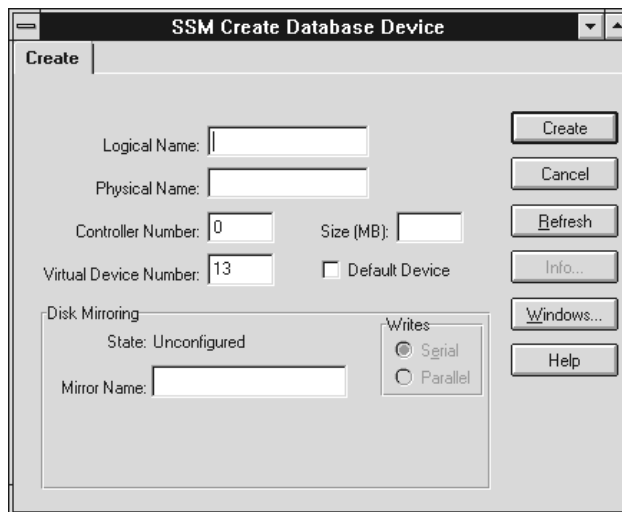 SSM Create Database Device
Create
Logical Name:
Create
Physical Name:
Cancel
Controller Number: 0 Size (MB):
Refresh
Virtual Device Number: 13 Default Device
Info...
Disk Mirroring
Windows...
State: Unconfigured
Writes
Serial
Help
Mirror Name:
Parallel